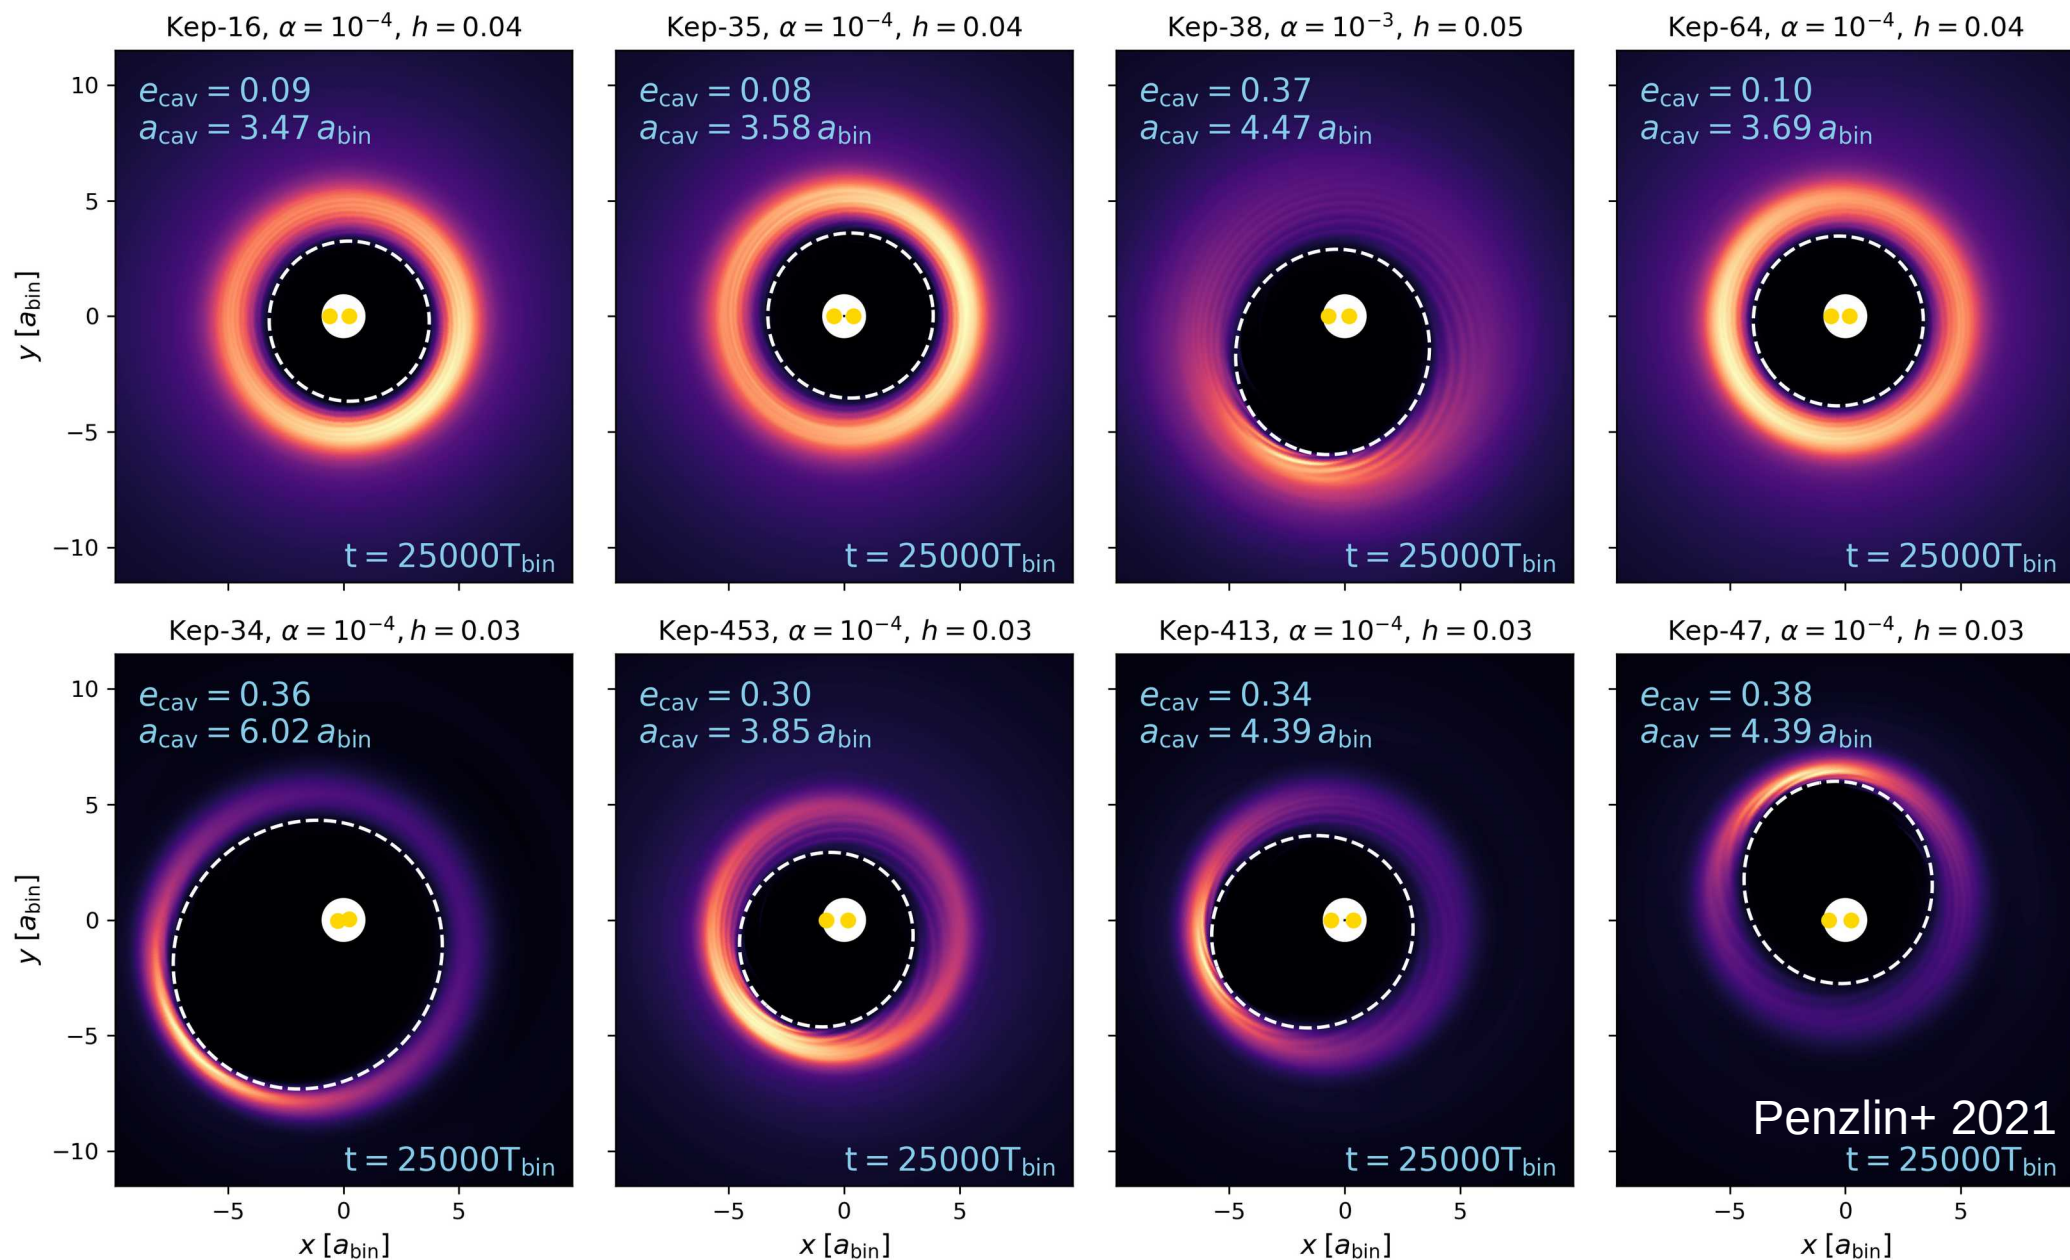 Kep-16, α = 10⁻⁴, h = 0.04
e_cav = 0.09
a_cav = 3.47 a_bin
t = 25000T_bin
10
5
0
−5
−10
y [a_bin]
Kep-35, α = 10⁻⁴, h = 0.04
e_cav = 0.08
a_cav = 3.58 a_bin
t = 25000T_bin
Kep-38, α = 10⁻³, h = 0.05
e_cav = 0.37
a_cav = 4.47 a_bin
t = 25000T_bin
Kep-64, α = 10⁻⁴, h = 0.04
e_cav = 0.10
a_cav = 3.69 a_bin
t = 25000T_bin
Kep-34, α = 10⁻⁴, h = 0.03
e_cav = 0.36
a_cav = 6.02 a_bin
t = 25000T_bin
10
5
0
−5
−10
y [a_bin]
−5 0 5
x [a_bin]
Kep-453, α = 10⁻⁴, h = 0.03
e_cav = 0.30
a_cav = 3.85 a_bin
t = 25000T_bin
−5 0 5
x [a_bin]
Kep-413, α = 10⁻⁴, h = 0.03
e_cav = 0.34
a_cav = 4.39 a_bin
t = 25000T_bin
−5 0 5
x [a_bin]
Kep-47, α = 10⁻⁴, h = 0.03
e_cav = 0.38
a_cav = 4.39 a_bin
Penzlin+ 2021
t = 25000T_bin
−5 0 5
x [a_bin]